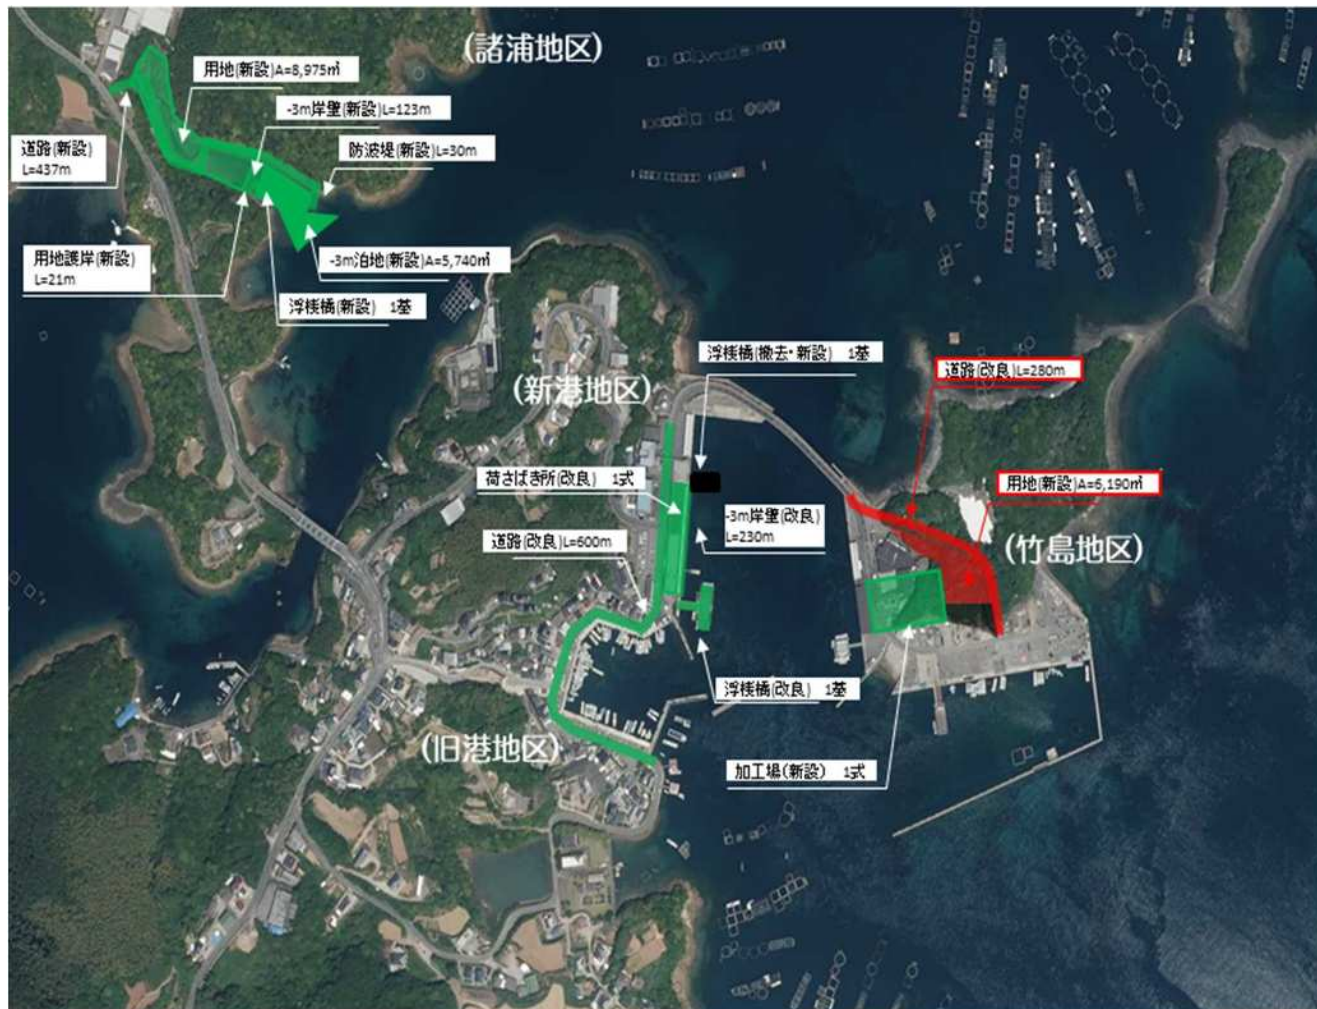 (諸浦地区)
用地(新設)A=8,975㎡
-3m岸壁(新設)L=123m
道路(新設)
L=437m
防波堤(新設)L=30m
用地護岸(新設)
L=21m
-3m泊地(新設)A=5,740㎡
浮桟橋(新設) 1基
(新港地区)
浮桟橋(撤去・新設) 1基
道路(改良)L=280m
荷さばき所(改良) 1式
用地(新設)A=6,190㎡
-3m岸壁(改良)
L=230m
道路(改良)L=600m
(竹島地区)
浮桟橋(改良) 1基
(旧港地区)
加工場(新設) 1式